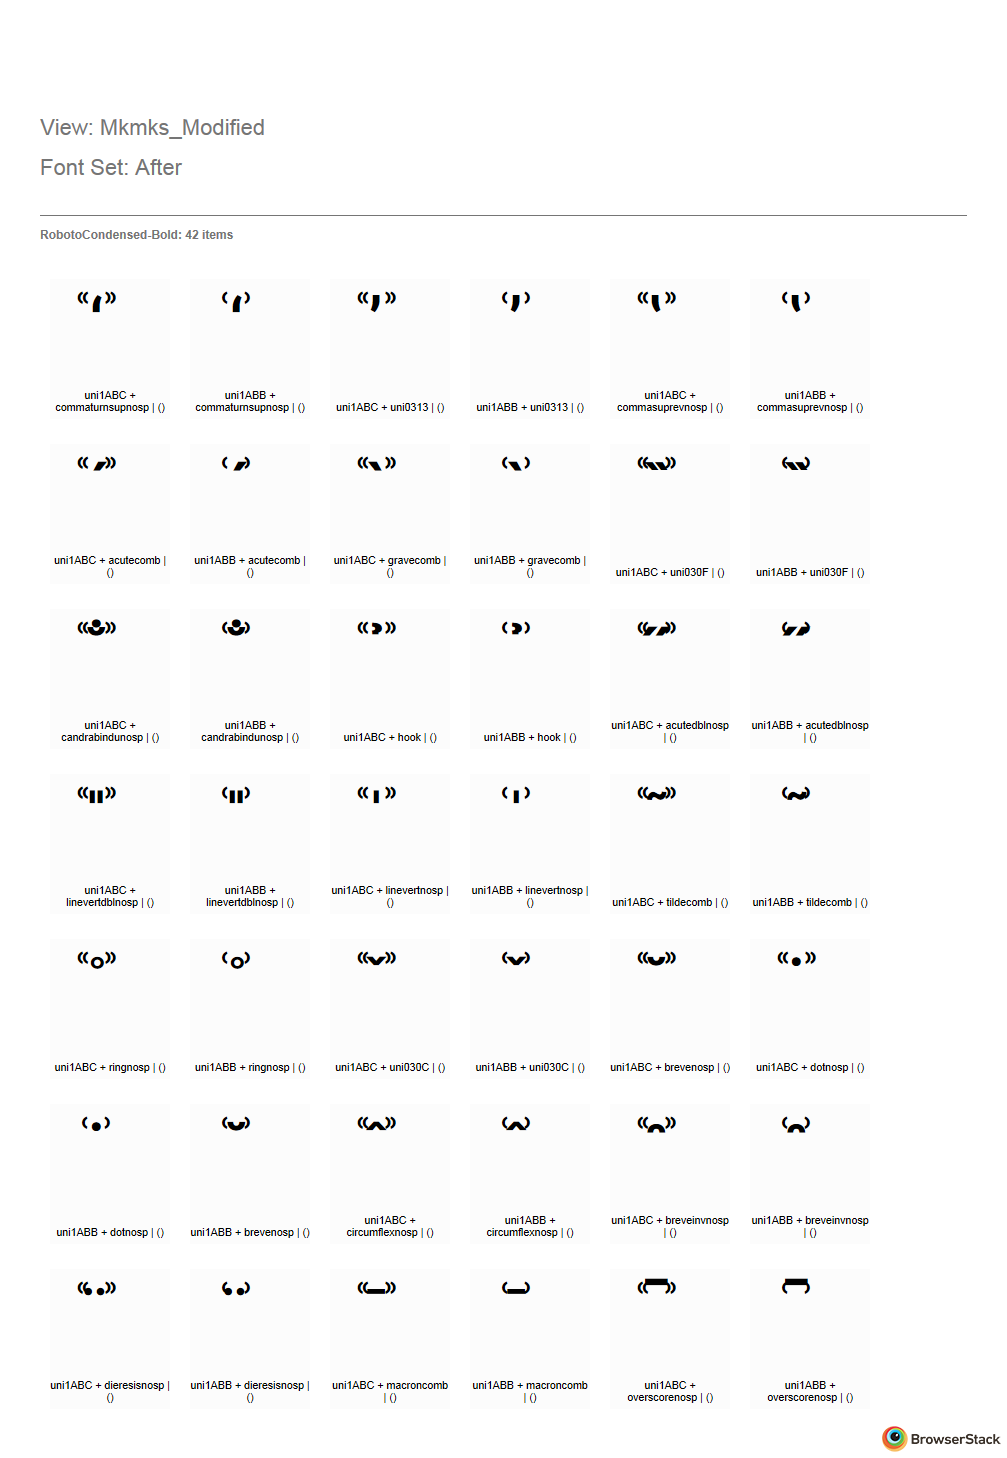 View: Mkmks_Modified
Font Set: After
RobotoCondensed-Bold: 42 items
uni1ABC +
commaturnsupnosp | ()
uni1ABB +
commaturnsupnosp | ()
uni1ABC + uni0313 | ()
uni1ABB + uni0313 | ()
uni1ABC +
commasuprevnosp | ()
uni1ABB +
commasuprevnosp | ()
uni1ABC + acutecomb |
()
uni1ABB + acutecomb |
()
uni1ABC + gravecomb |
()
uni1ABB + gravecomb |
()
uni1ABC + uni030F | ()
uni1ABB + uni030F | ()
uni1ABC +
candrabindunosp | ()
uni1ABB +
candrabindunosp | ()
uni1ABC + hook | ()
uni1ABB + hook | ()
uni1ABC + acutedblnosp
| ()
uni1ABB + acutedblnosp
| ()
uni1ABC +
linevertdblnosp | ()
uni1ABB +
linevertdblnosp | ()
uni1ABC + linevertnosp |
()
uni1ABB + linevertnosp |
()
uni1ABC + tildecomb | ()
uni1ABB + tildecomb | ()
uni1ABC + ringnosp | ()
uni1ABB + ringnosp | ()
uni1ABC + uni030C | ()
uni1ABB + uni030C | ()
uni1ABC + brevenosp | ()
uni1ABC + dotnosp | ()
uni1ABB + dotnosp | ()
uni1ABB + brevenosp | ()
uni1ABC +
circumflexnosp | ()
uni1ABB +
circumflexnosp | ()
uni1ABC + breveinvnosp
| ()
uni1ABB + breveinvnosp
| ()
uni1ABC + dieresisnosp |
()
uni1ABB + dieresisnosp |
()
uni1ABC + macroncomb
| ()
uni1ABB + macroncomb
| ()
uni1ABC +
overscorenosp | ()
uni1ABB +
overscorenosp | ()
BrowserStack